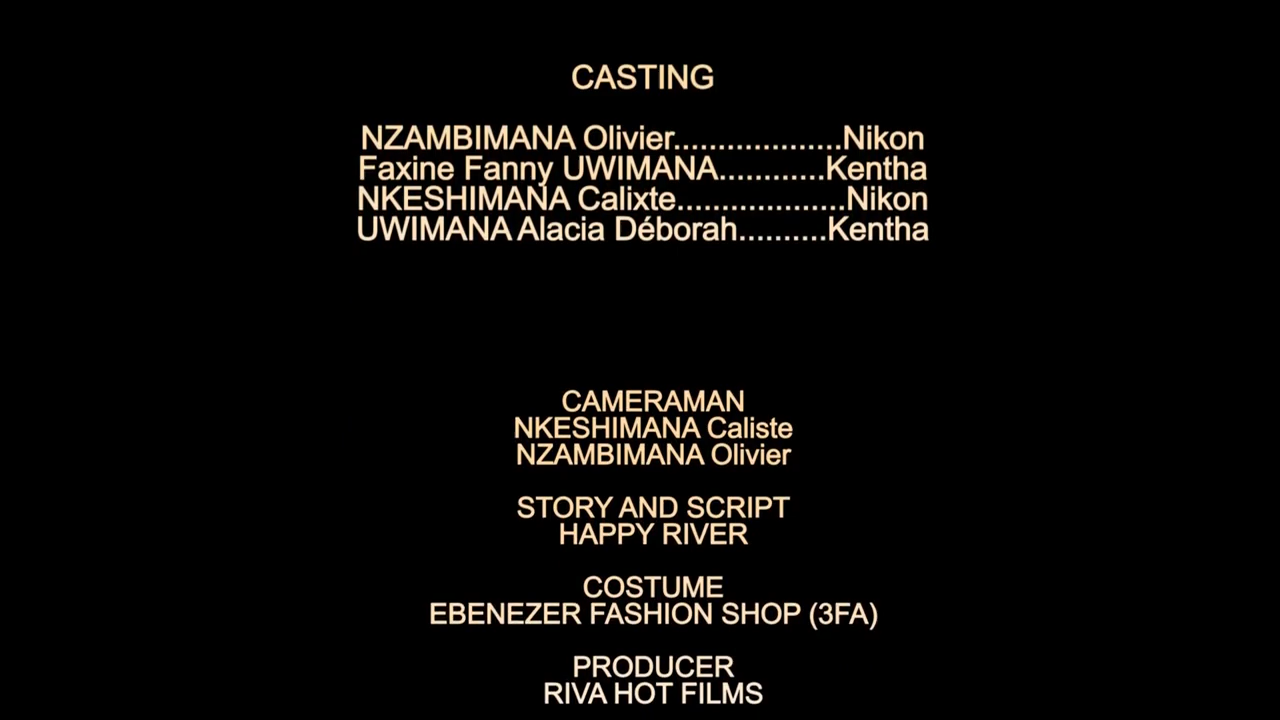 CASTING
NZAMBIMANA Olivier...................Nikon
Faxine Fanny UWIMANA............Kentha
NKESHIMANA Calixte...................Nikon
UWIMANA Alacia Déborah..........Kentha
CAMERAMAN
NKESHIMANA Caliste
NZAMBIMANA Olivier
STORY AND SCRIPT
HAPPY RIVER
COSTUME
EBENEZER FASHION SHOP (3FA)
PRODUCER
RIVA HOT FILMS